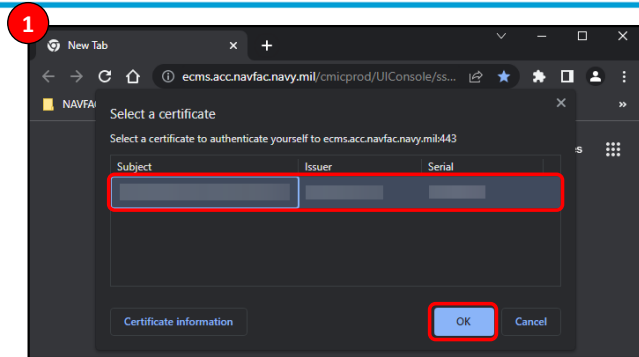 1
New Tab
ecms.acc.navfac.navy.mil/cmicprod/UIConsole/ss...
NAVFA
Select a certificate
Select a certificate to authenticate yourself to ecms.acc.navfac.navy.mil:443
Subject Issuer Serial
Certificate information OK Cancel